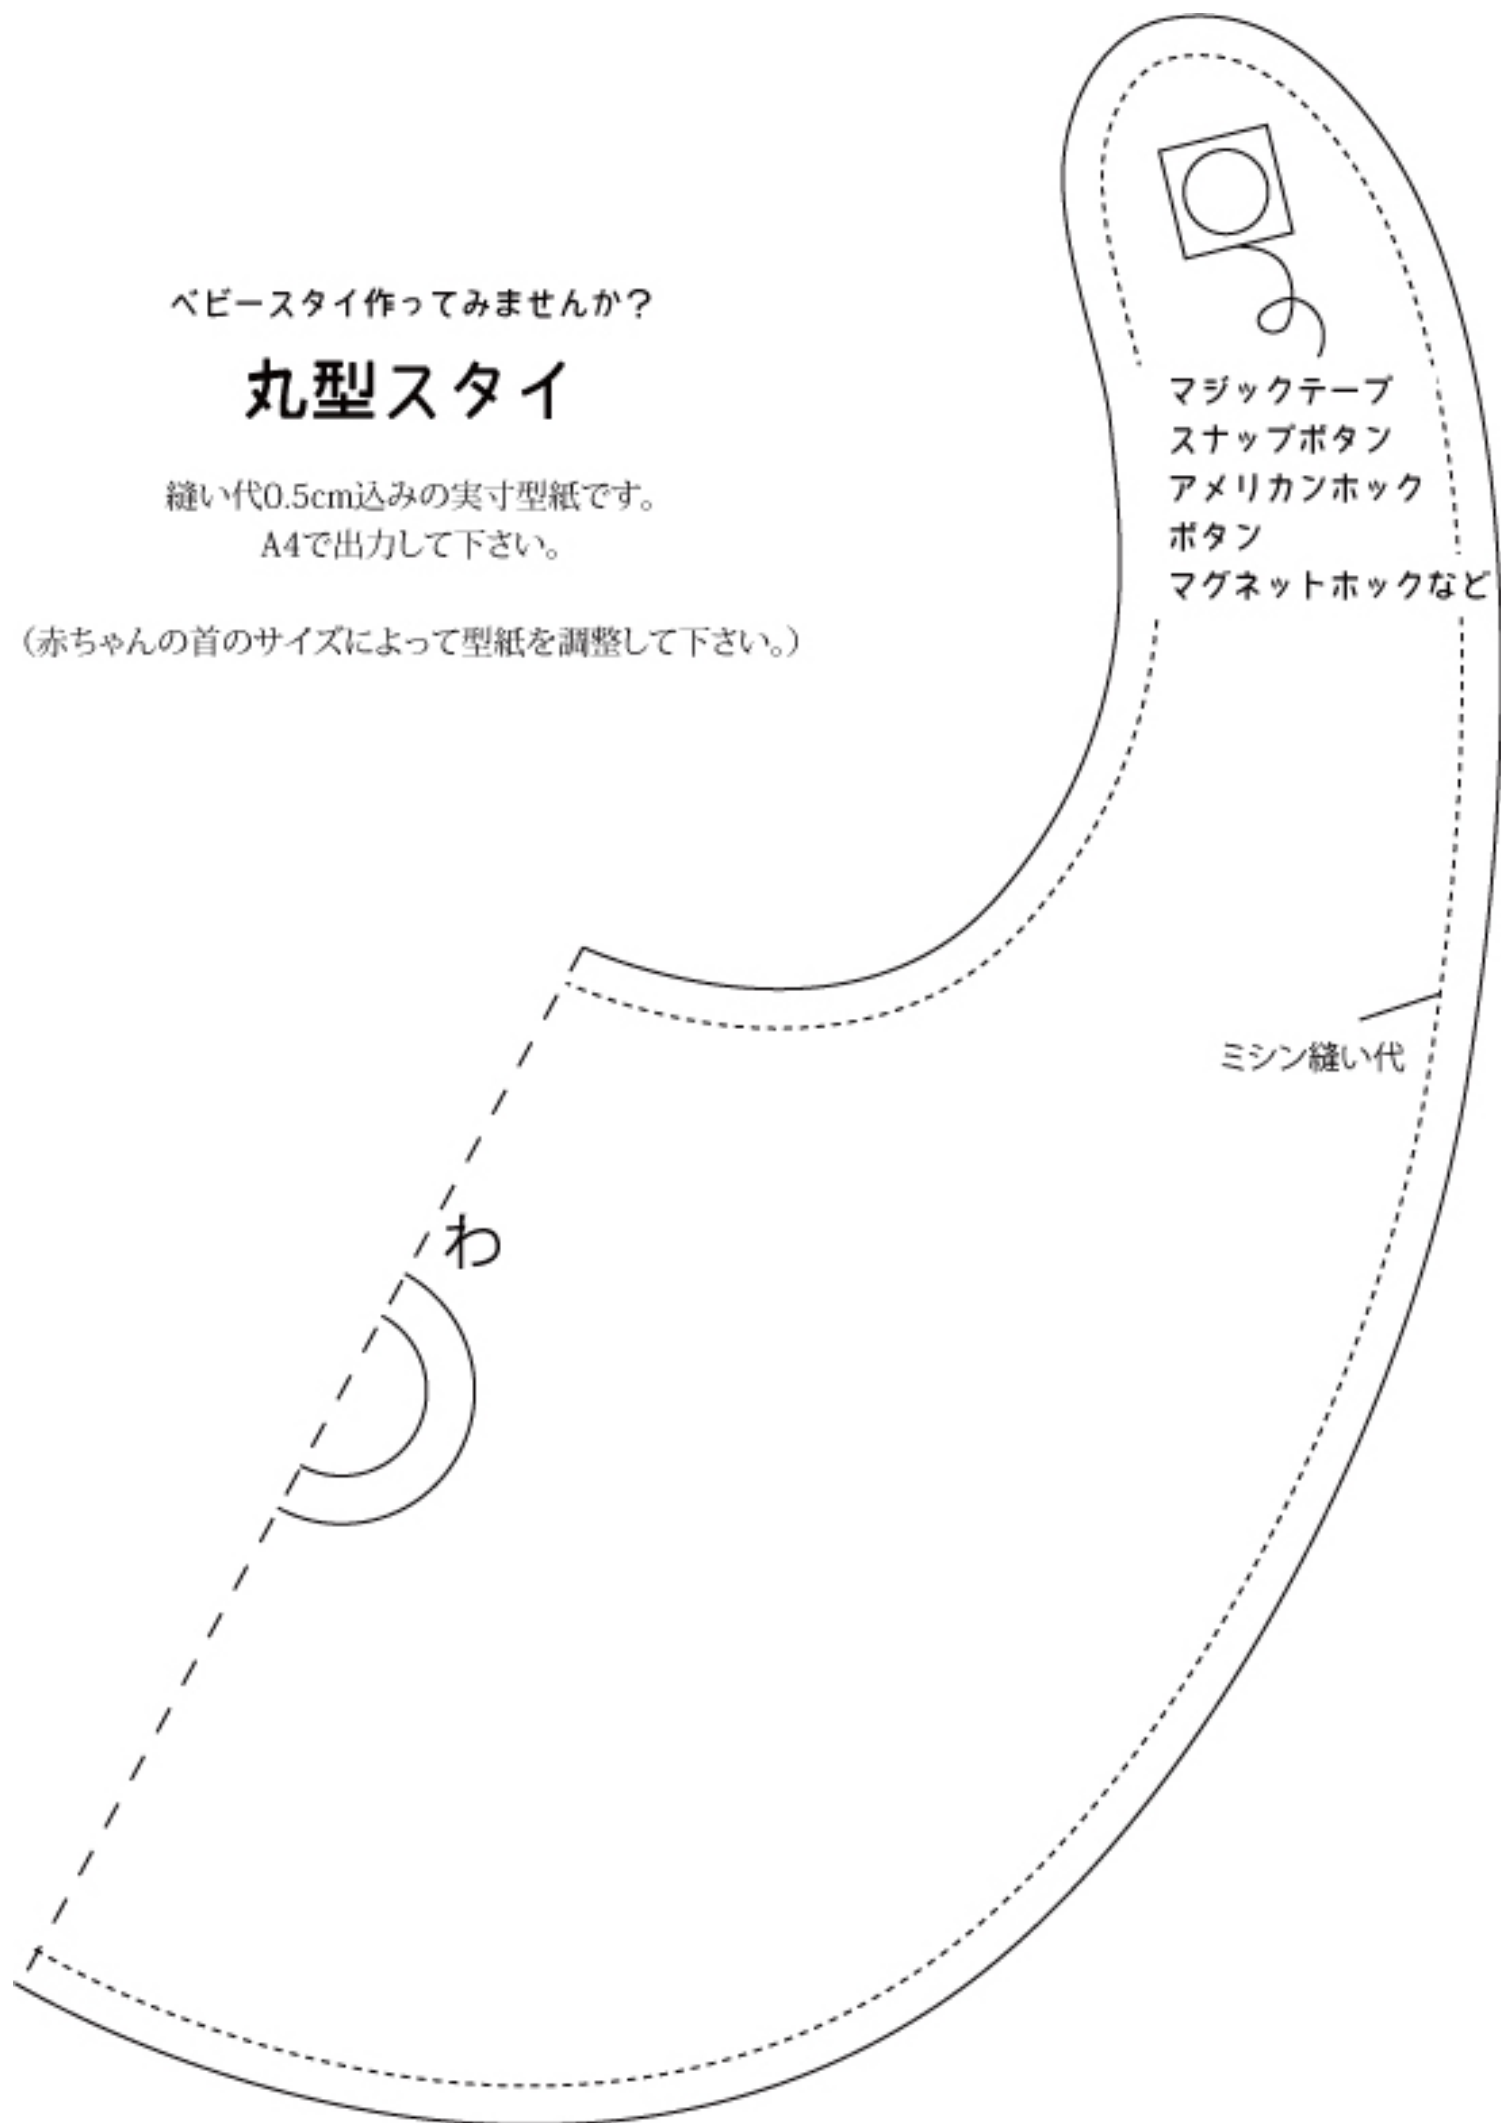 ベビースタイ作ってみませんか?
丸型スタイ
縫い代0.5cm込みの実寸型紙です。
A4で出力して下さい。
(赤ちゃんの首のサイズによって型紙を調整して下さい。)
マジックテープ
スナップボタン
アメリカンホック
ボタン
マグネットホックなど
ミシン縫い代
わ